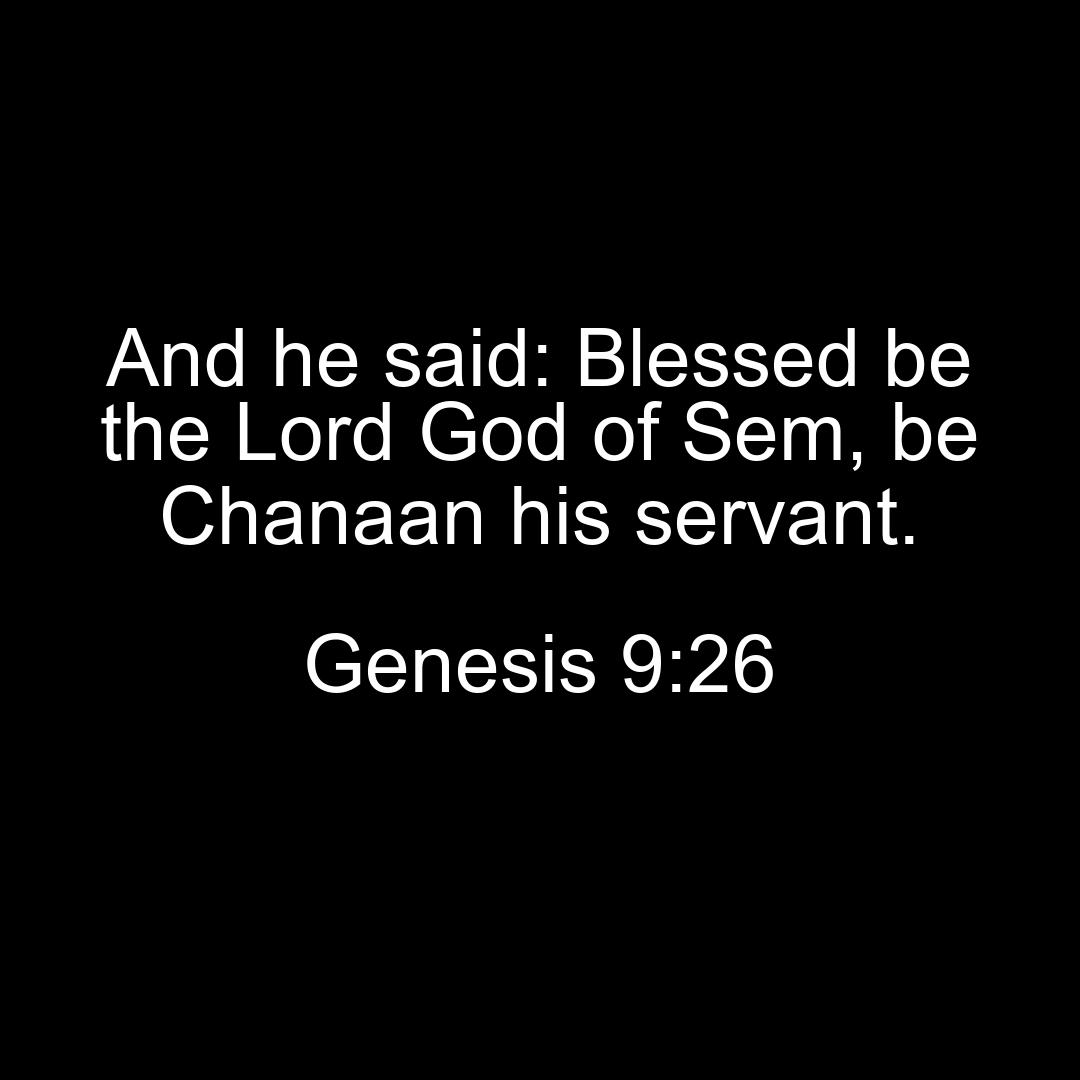 And he said: Blessed be
the Lord God of Sem, be
Chanaan his servant.
Genesis 9:26